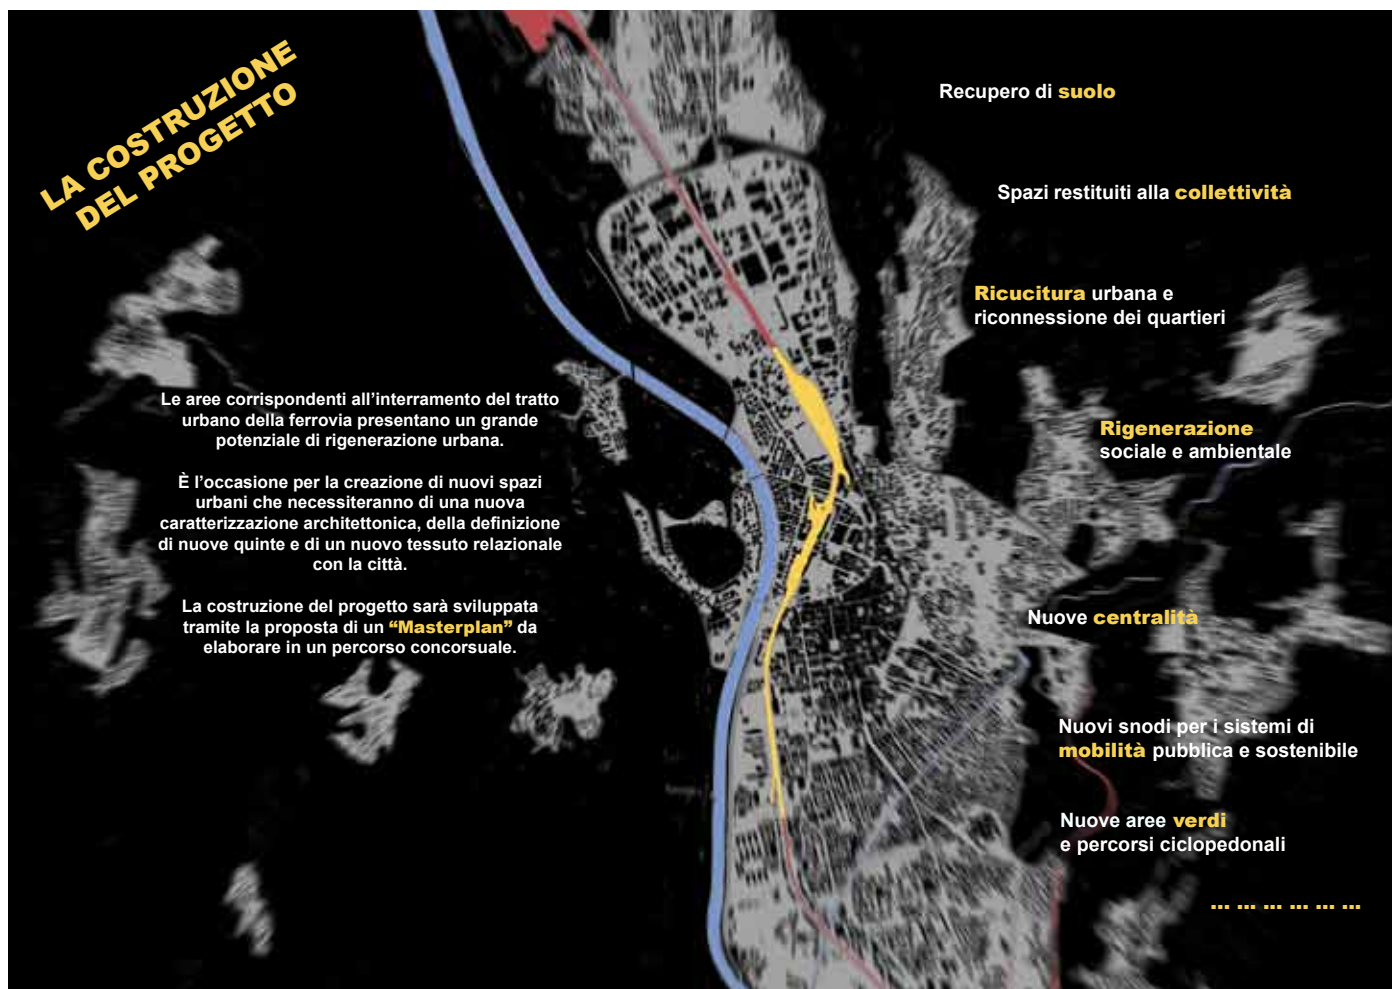 LA COSTRUZIONE
DEL PROGETTO
Le aree corrispondenti all’interramento del tratto
urbano della ferrovia presentano un grande
potenziale di rigenerazione urbana.
È l’occasione per la creazione di nuovi spazi
urbani che necessiteranno di una nuova
caratterizzazione architettonica, della definizione
di nuove quinte e di un nuovo tessuto relazionale
con la città.
La costruzione del progetto sarà sviluppata
tramite la proposta di un “Masterplan” da
elaborare in un percorso concorsuale.
Recupero di suolo
Spazi restituiti alla collettività
Ricucitura urbana e
riconnessione dei quartieri
Rigenerazione
sociale e ambientale
Nuove centralità
Nuovi snodi per i sistemi di
mobilità pubblica e sostenibile
Nuove aree verdi
e percorsi ciclopedonali
... ... ... ... ... ...